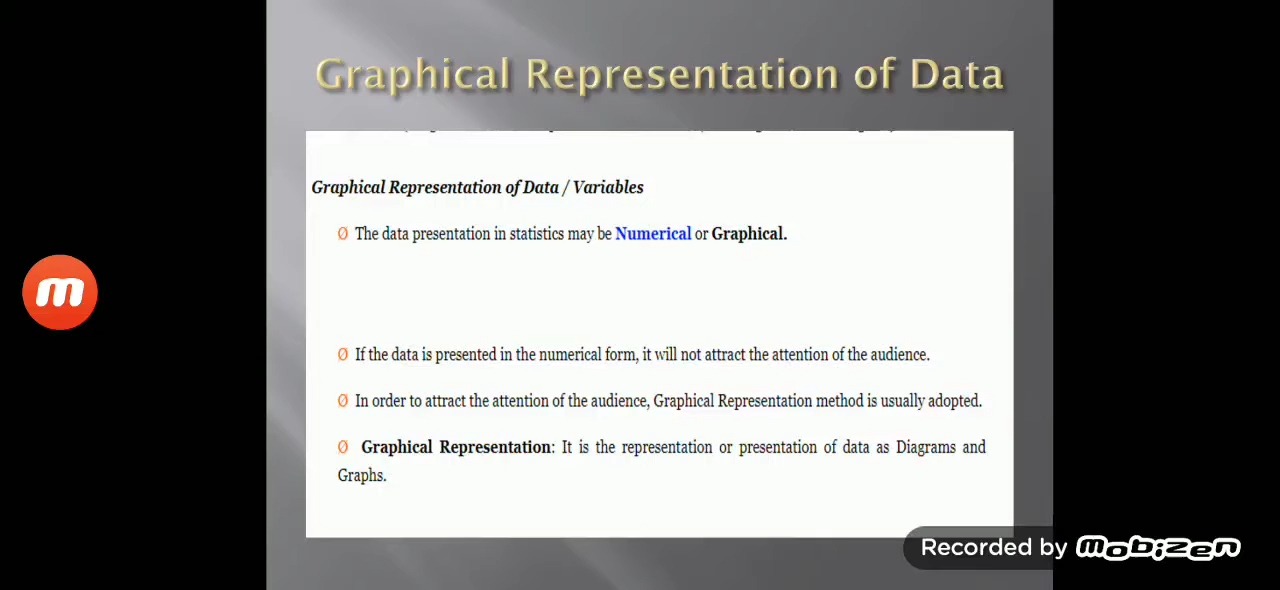 Graphical Representation of Data
Graphical Representation of Data / Variables
Ø The data presentation in statistics may be Numerical or Graphical.
Ø If the data is presented in the numerical form, it will not attract the attention of the audience.
Ø In order to attract the attention of the audience, Graphical Representation method is usually adopted.
Ø Graphical Representation: It is the representation or presentation of data as Diagrams and
Graphs.
m
Recorded by mobizen